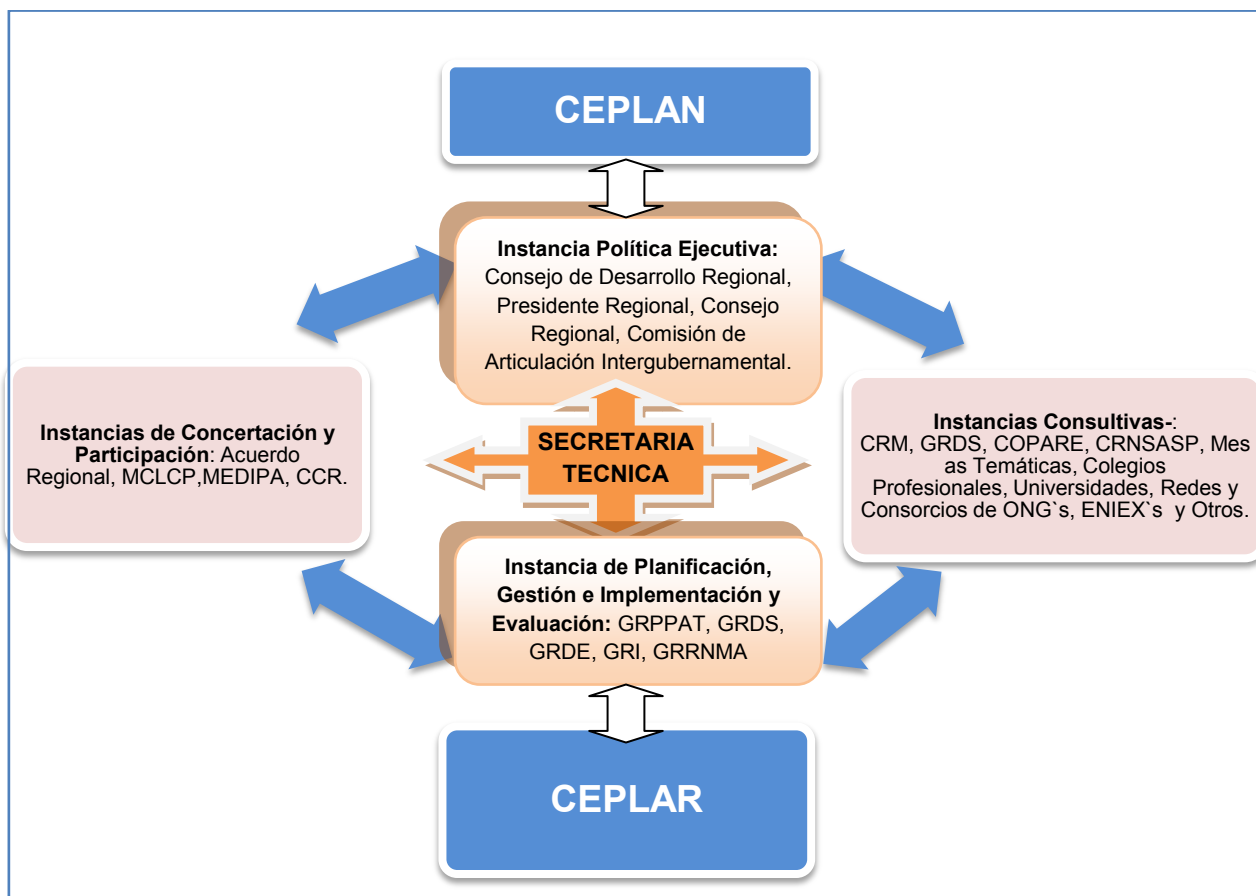 CEPLAN
Instancia Política Ejecutiva:
Consejo de Desarrollo Regional,
Presidente Regional, Consejo
Regional, Comisión de
Articulación Intergubernamental.
Instancias de Concertación y
Participación: Acuerdo
Regional, MCLCP,MEDIPA, CCR.
SECRETARIA
TECNICA
Instancias Consultivas-:
CRM, GRDS, COPARE, CRNSASP, Mes
as Temáticas, Colegios
Profesionales, Universidades, Redes y
Consorcios de ONG`s, ENIEX`s y Otros.
Instancia de Planificación,
Gestión e Implementación y
Evaluación: GRPPAT, GRDS,
GRDE, GRI, GRRNMA
CEPLAR